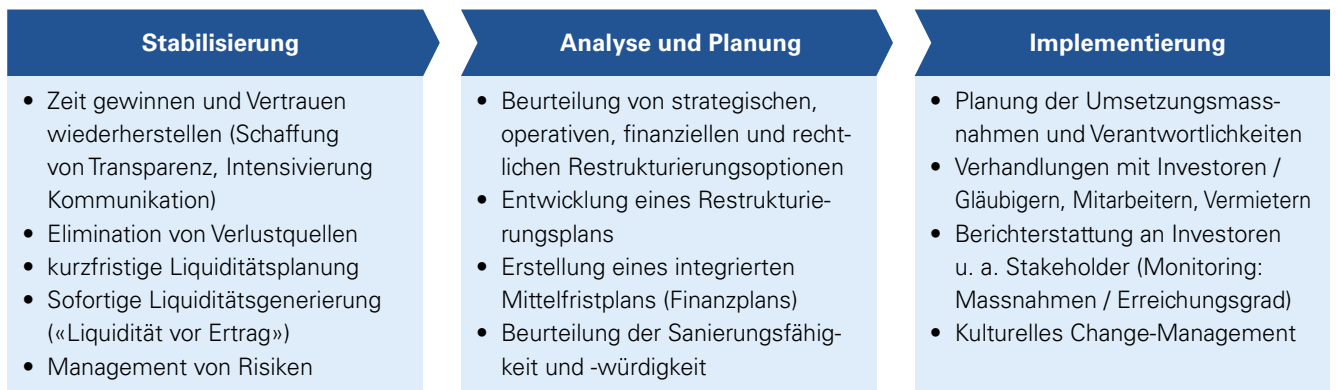 Stabilisierung
• Zeit gewinnen und Vertrauen
wiederherstellen (Schaffung
von Transparenz, Intensivierung
Kommunikation)
• Elimination von Verlustquellen
• kurzfristige Liquiditätsplanung
• Sofortige Liquiditätsgenerierung
(«Liquidität vor Ertrag»)
• Management von Risiken
Analyse und Planung
• Beurteilung von strategischen,
operativen, finanziellen und recht-
lichen Restrukturierungsoptionen
• Entwicklung eines Restrukturie-
rungsplans
• Erstellung eines integrierten
Mittelfristplans (Finanzplans)
• Beurteilung der Sanierungsfähig-
keit und -würdigkeit
Implementierung
• Planung der Umsetzungsmass-
nahmen und Verantwortlichkeiten
• Verhandlungen mit Investoren /
Gläubigern, Mitarbeitern, Vermietern
• Berichterstattung an Investoren
u. a. Stakeholder (Monitoring:
Massnahmen / Erreichungsgrad)
• Kulturelles Change-Management